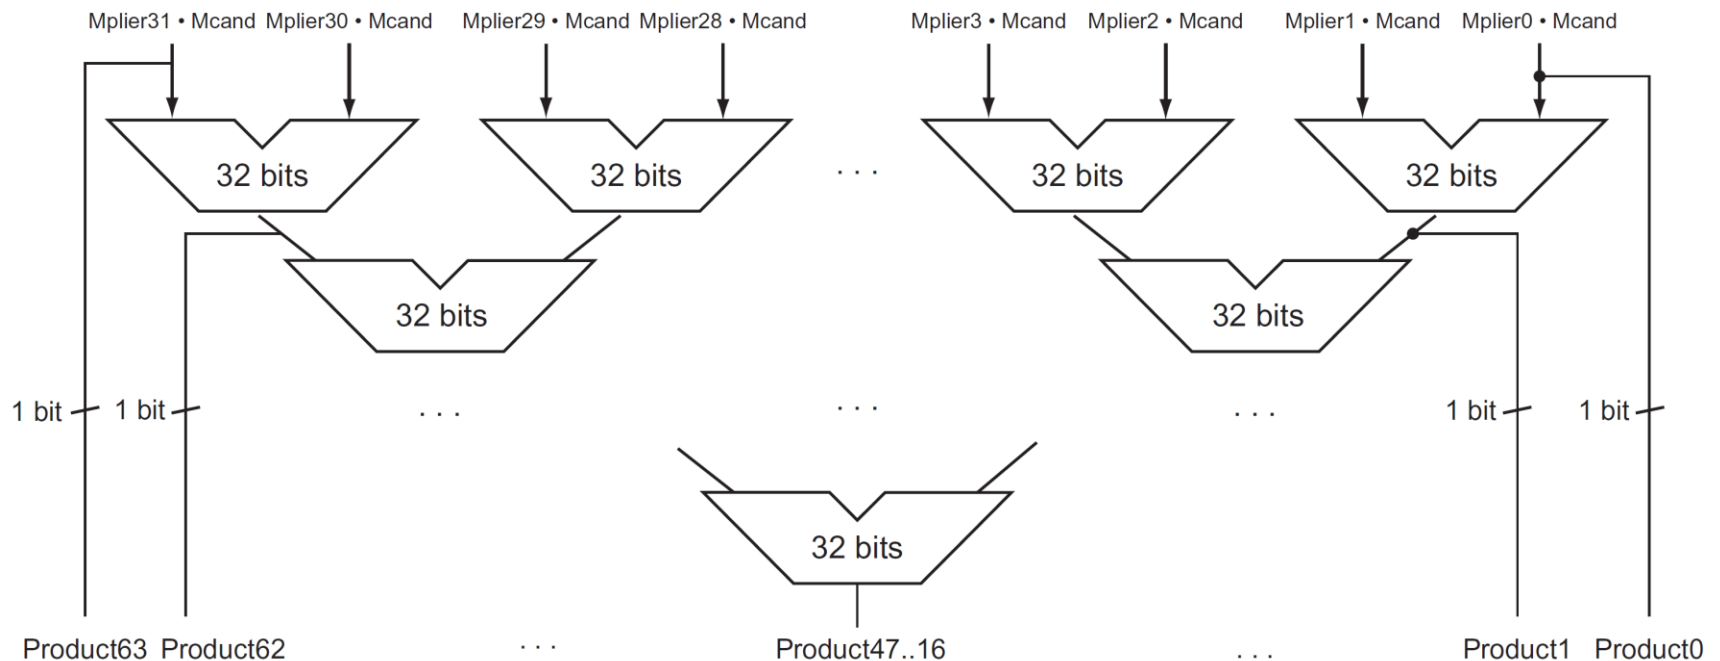 Mplier31 • Mcand Mplier30 • Mcand Mplier29 • Mcand Mplier28 • Mcand Mplier3 • Mcand Mplier2 • Mcand Mplier1 • Mcand Mplier0 • Mcand
32 bits 32 bits . . . 32 bits 32 bits
32 bits 32 bits
1 bit 1 bit . . . . . . . . . 1 bit 1 bit
32 bits
Product63 Product62 . . . Product47..16 . . . Product1 Product0